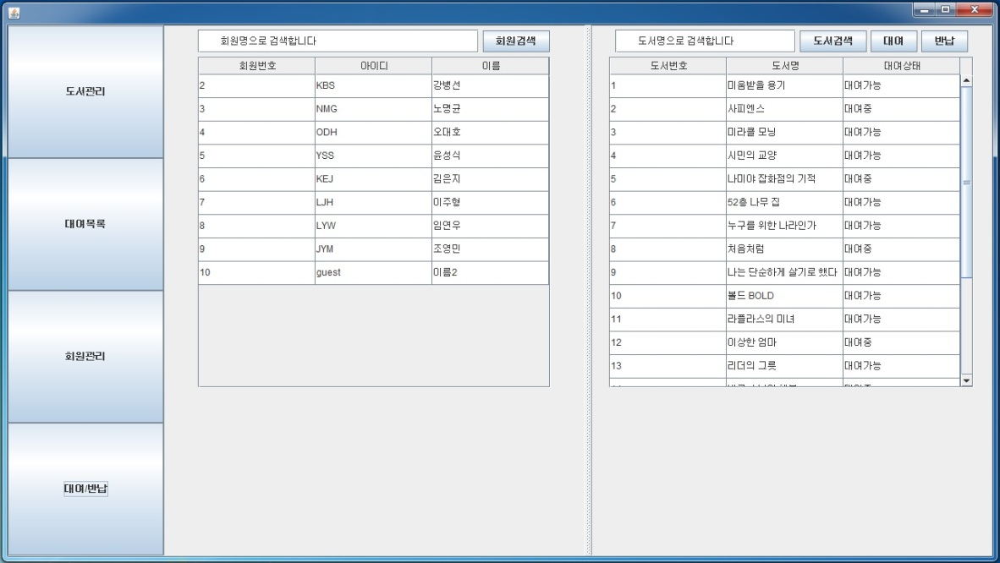 도서관리
대여목록
회원관리
대여/반납
회원명으로 검색합니다 회원검색
회원번호 아이디 이름
2 KBS 강병선
3 NMG 노명균
4 ODH 오대호
5 YSS 윤성식
6 KEJ 김은지
7 LJH 이주형
8 LYW 임연우
9 JYM 조영민
10 guest 이름2
도서명으로 검색합니다 도서검색 대여 반납
도서번호 도서명 대여상태
1 미움받을 용기 대여가능
2 사피엔스 대여중
3 미라클 모닝 대여가능
4 시민의 교양 대여가능
5 나미야 잡화점의 기적 대여중
6 52층 나무 집 대여가능
7 누구를 위한 나라인가 대여가능
8 처음처럼 대여중
9 나는 단순하게 살기로 했다 대여가능
10 볼드 BOLD 대여가능
11 라플라스의 미녀 대여가능
12 이상한 엄마 대여중
13 리더의 그릇 대여가능